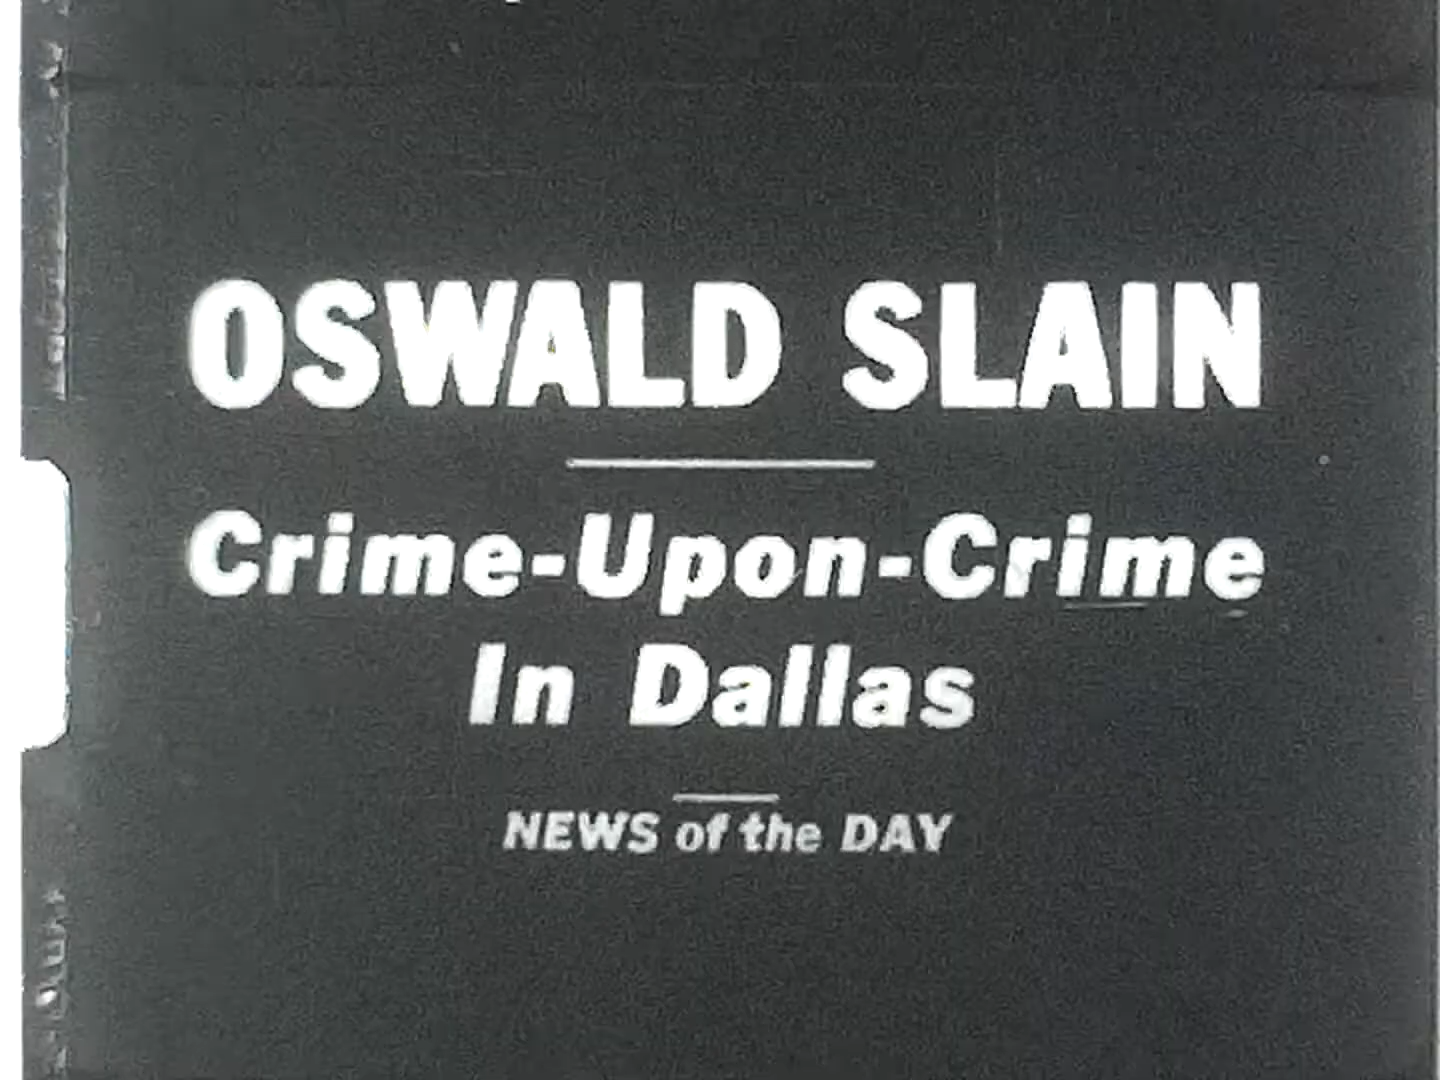 OSWALD SLAIN
Crime-Upon-Crime
In Dallas
NEWS of the DAY